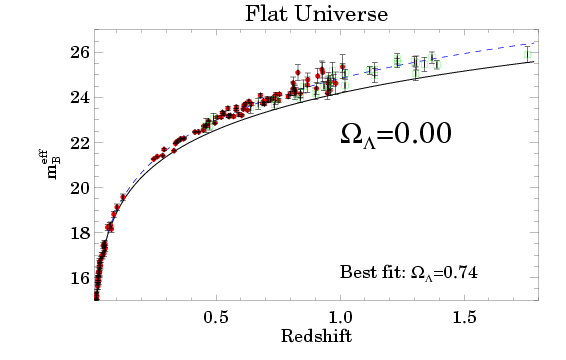 Flat Universe
26
24
22
20
18
16
m_B^eff
Ω_Λ=0.00
Best fit: Ω_Λ=0.74
0.5
1.0
1.5
Redshift